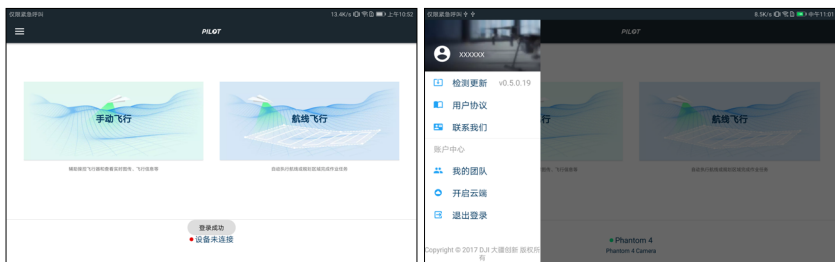 仅限紧急呼叫
13.4K/s 上午10:52
PILOT
手动飞行
航线飞行
登录成功
设备未连接
仅限紧急呼叫
8.5K/s 中午11:01
PILOT
xxxxxx
检测更新 v0.5.0.19
用户协议
联系我们
账户中心
我的团队
开启云端
退出登录
Copyright © 2017 DJI 大疆创新 版权所
有
行
航线飞行
Phantom 4
Phantom 4 Camera